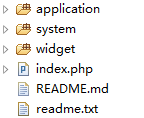 application
system
widget
index.php
README.md
readme.txt